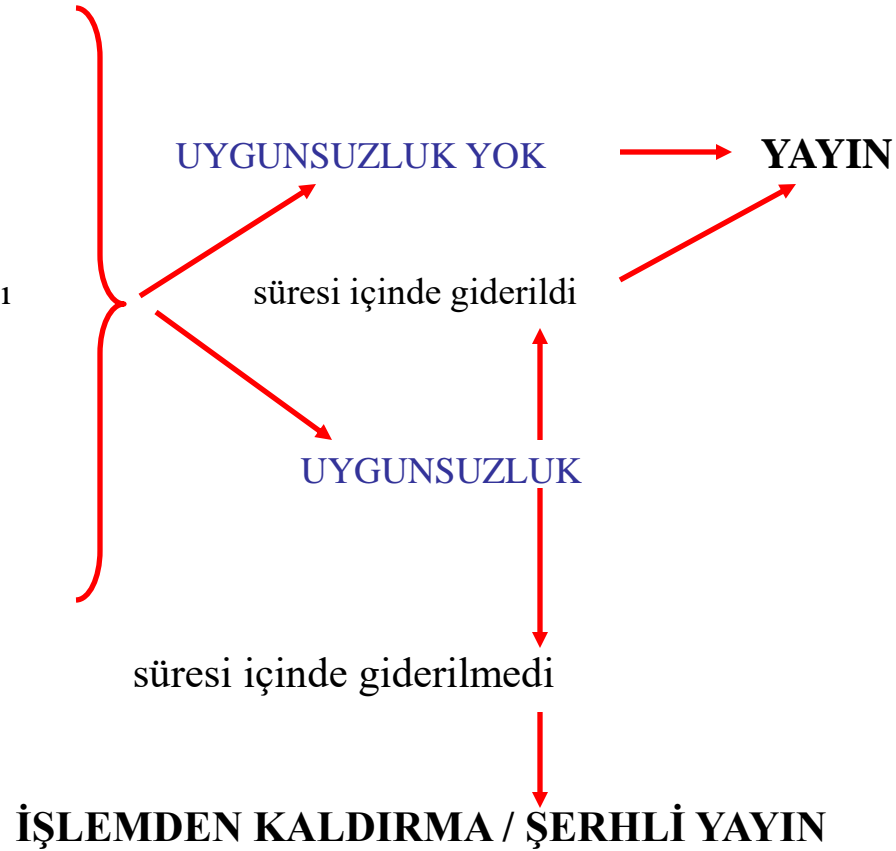 UYGUNSUZLUK YOK YAYIN
ı süresi içinde giderildi
UYGUNSUZLUK
süresi içinde giderilmedi
İŞLEMDEN KALDIRMA / ŞERHLİ YAYIN